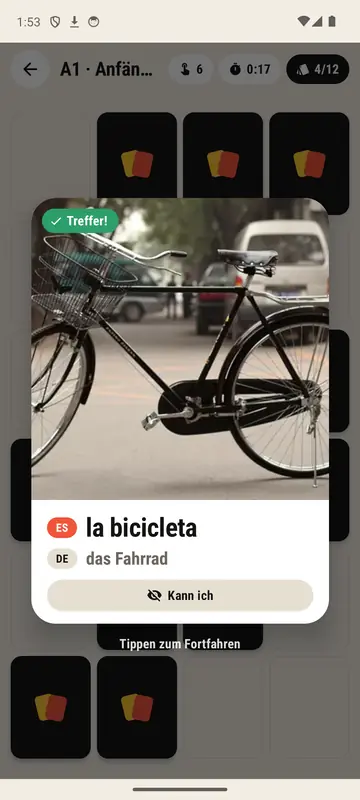 1:53
A1 · Anfän...
6
0:17
4/12
Treffer!
ES
la bicicleta
DE
das Fahrrad
Kann ich
Tippen zum Fortfahren